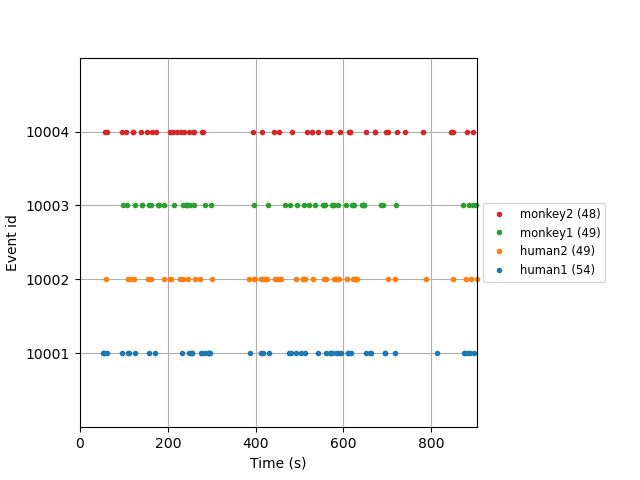 10004
10003
10002
10001
Event id
0 200 400 600 800
Time (s)
monkey2 (48)
monkey1 (49)
human2 (49)
human1 (54)